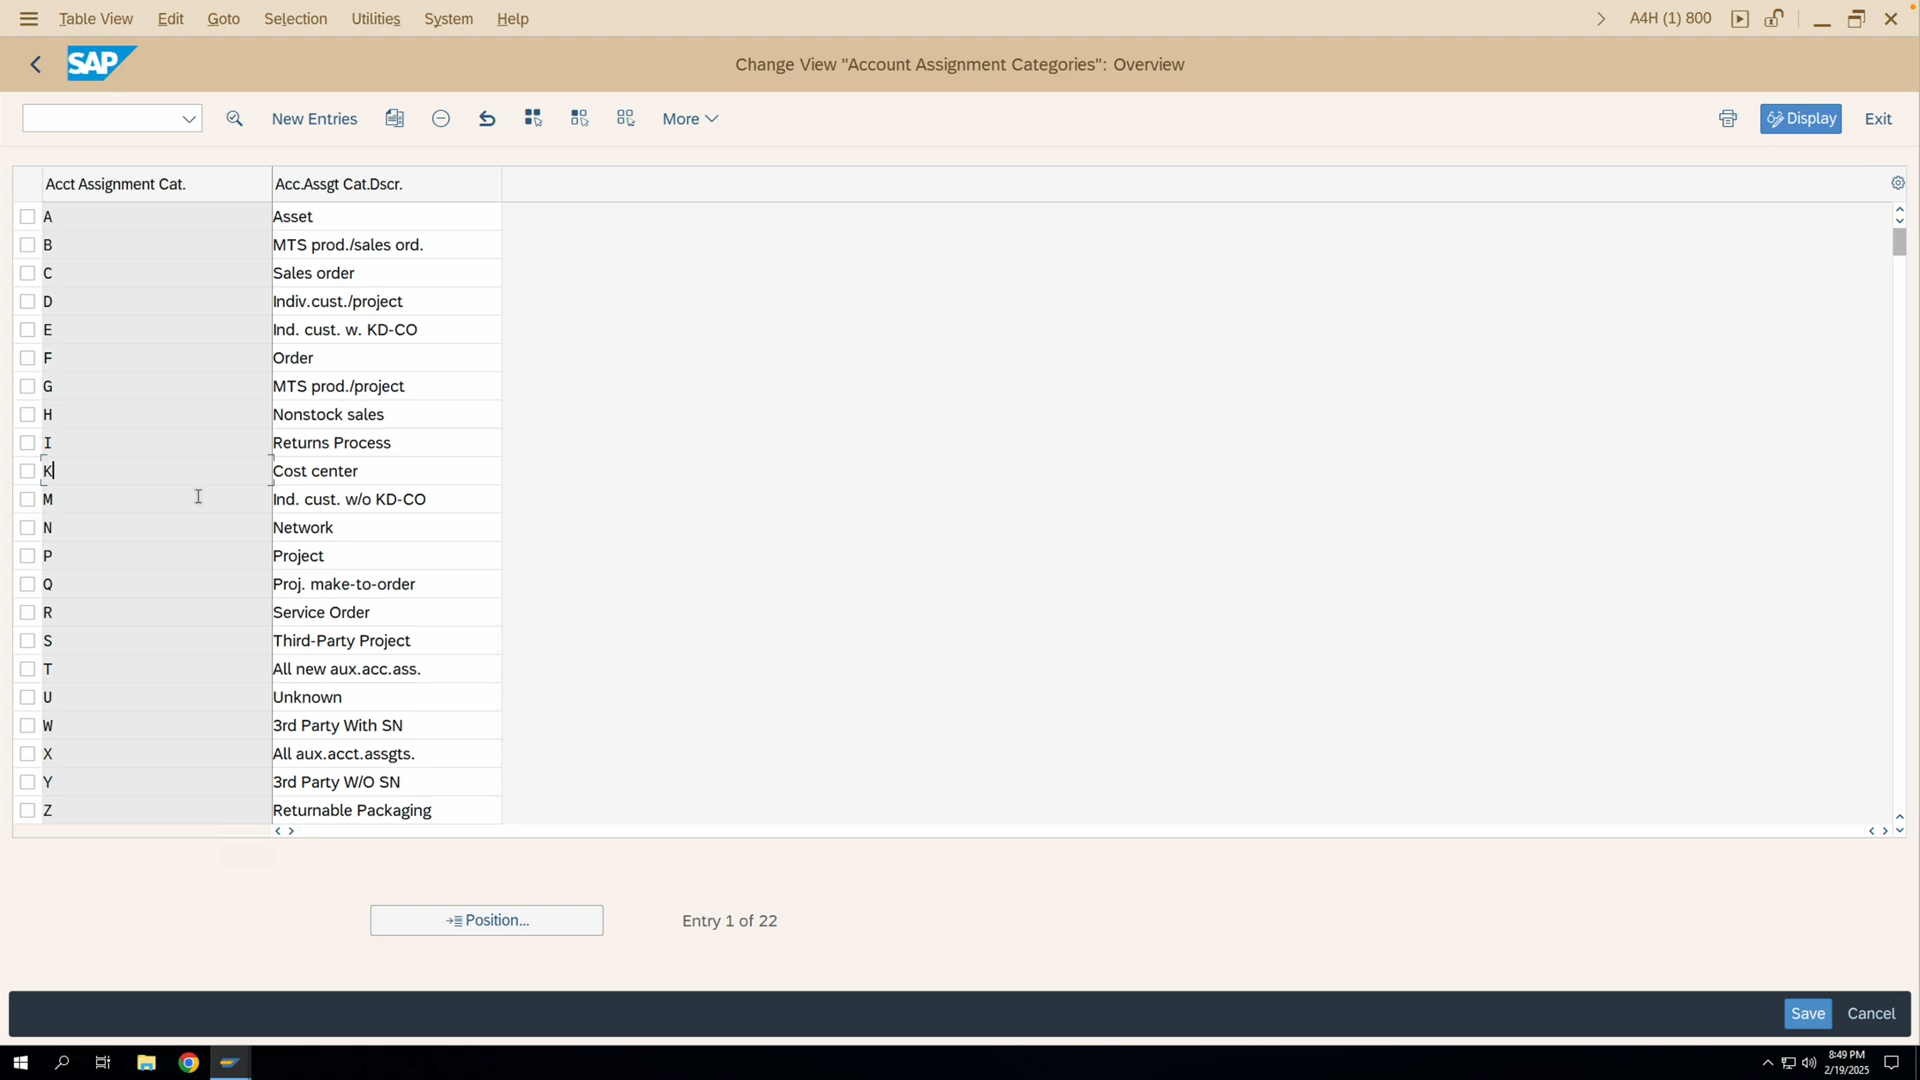 Table View Edit Goto Selection Utilities System Help A4H (1) 800
SAP Change View "Account Assignment Categories": Overview
New Entries More Display Exit
Acct Assignment Cat. Acc.Assgt Cat.Dscr.
A Asset
B MTS prod./sales ord.
C Sales order
D Indiv.cust./project
E Ind. cust. w. KD-CO
F Order
G MTS prod./project
H Nonstock sales
I Returns Process
K Cost center
M Ind. cust. w/o KD-CO
N Network
P Project
Q Proj. make-to-order
R Service Order
S Third-Party Project
T All new aux.acc.ass.
U Unknown
W 3rd Party With SN
X All aux.acct.assgts.
Y 3rd Party W/O SN
Z Returnable Packaging
Position... Entry 1 of 22
Save Cancel
8:49 PM
2/19/2025